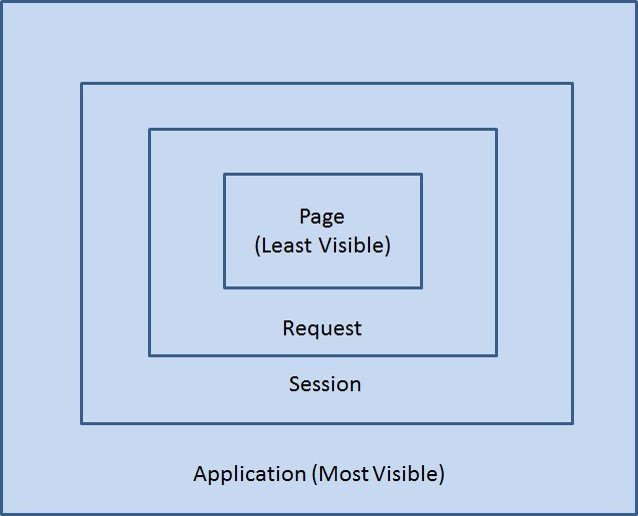 Page
(Least Visible)
Request
Session
Application (Most Visible)